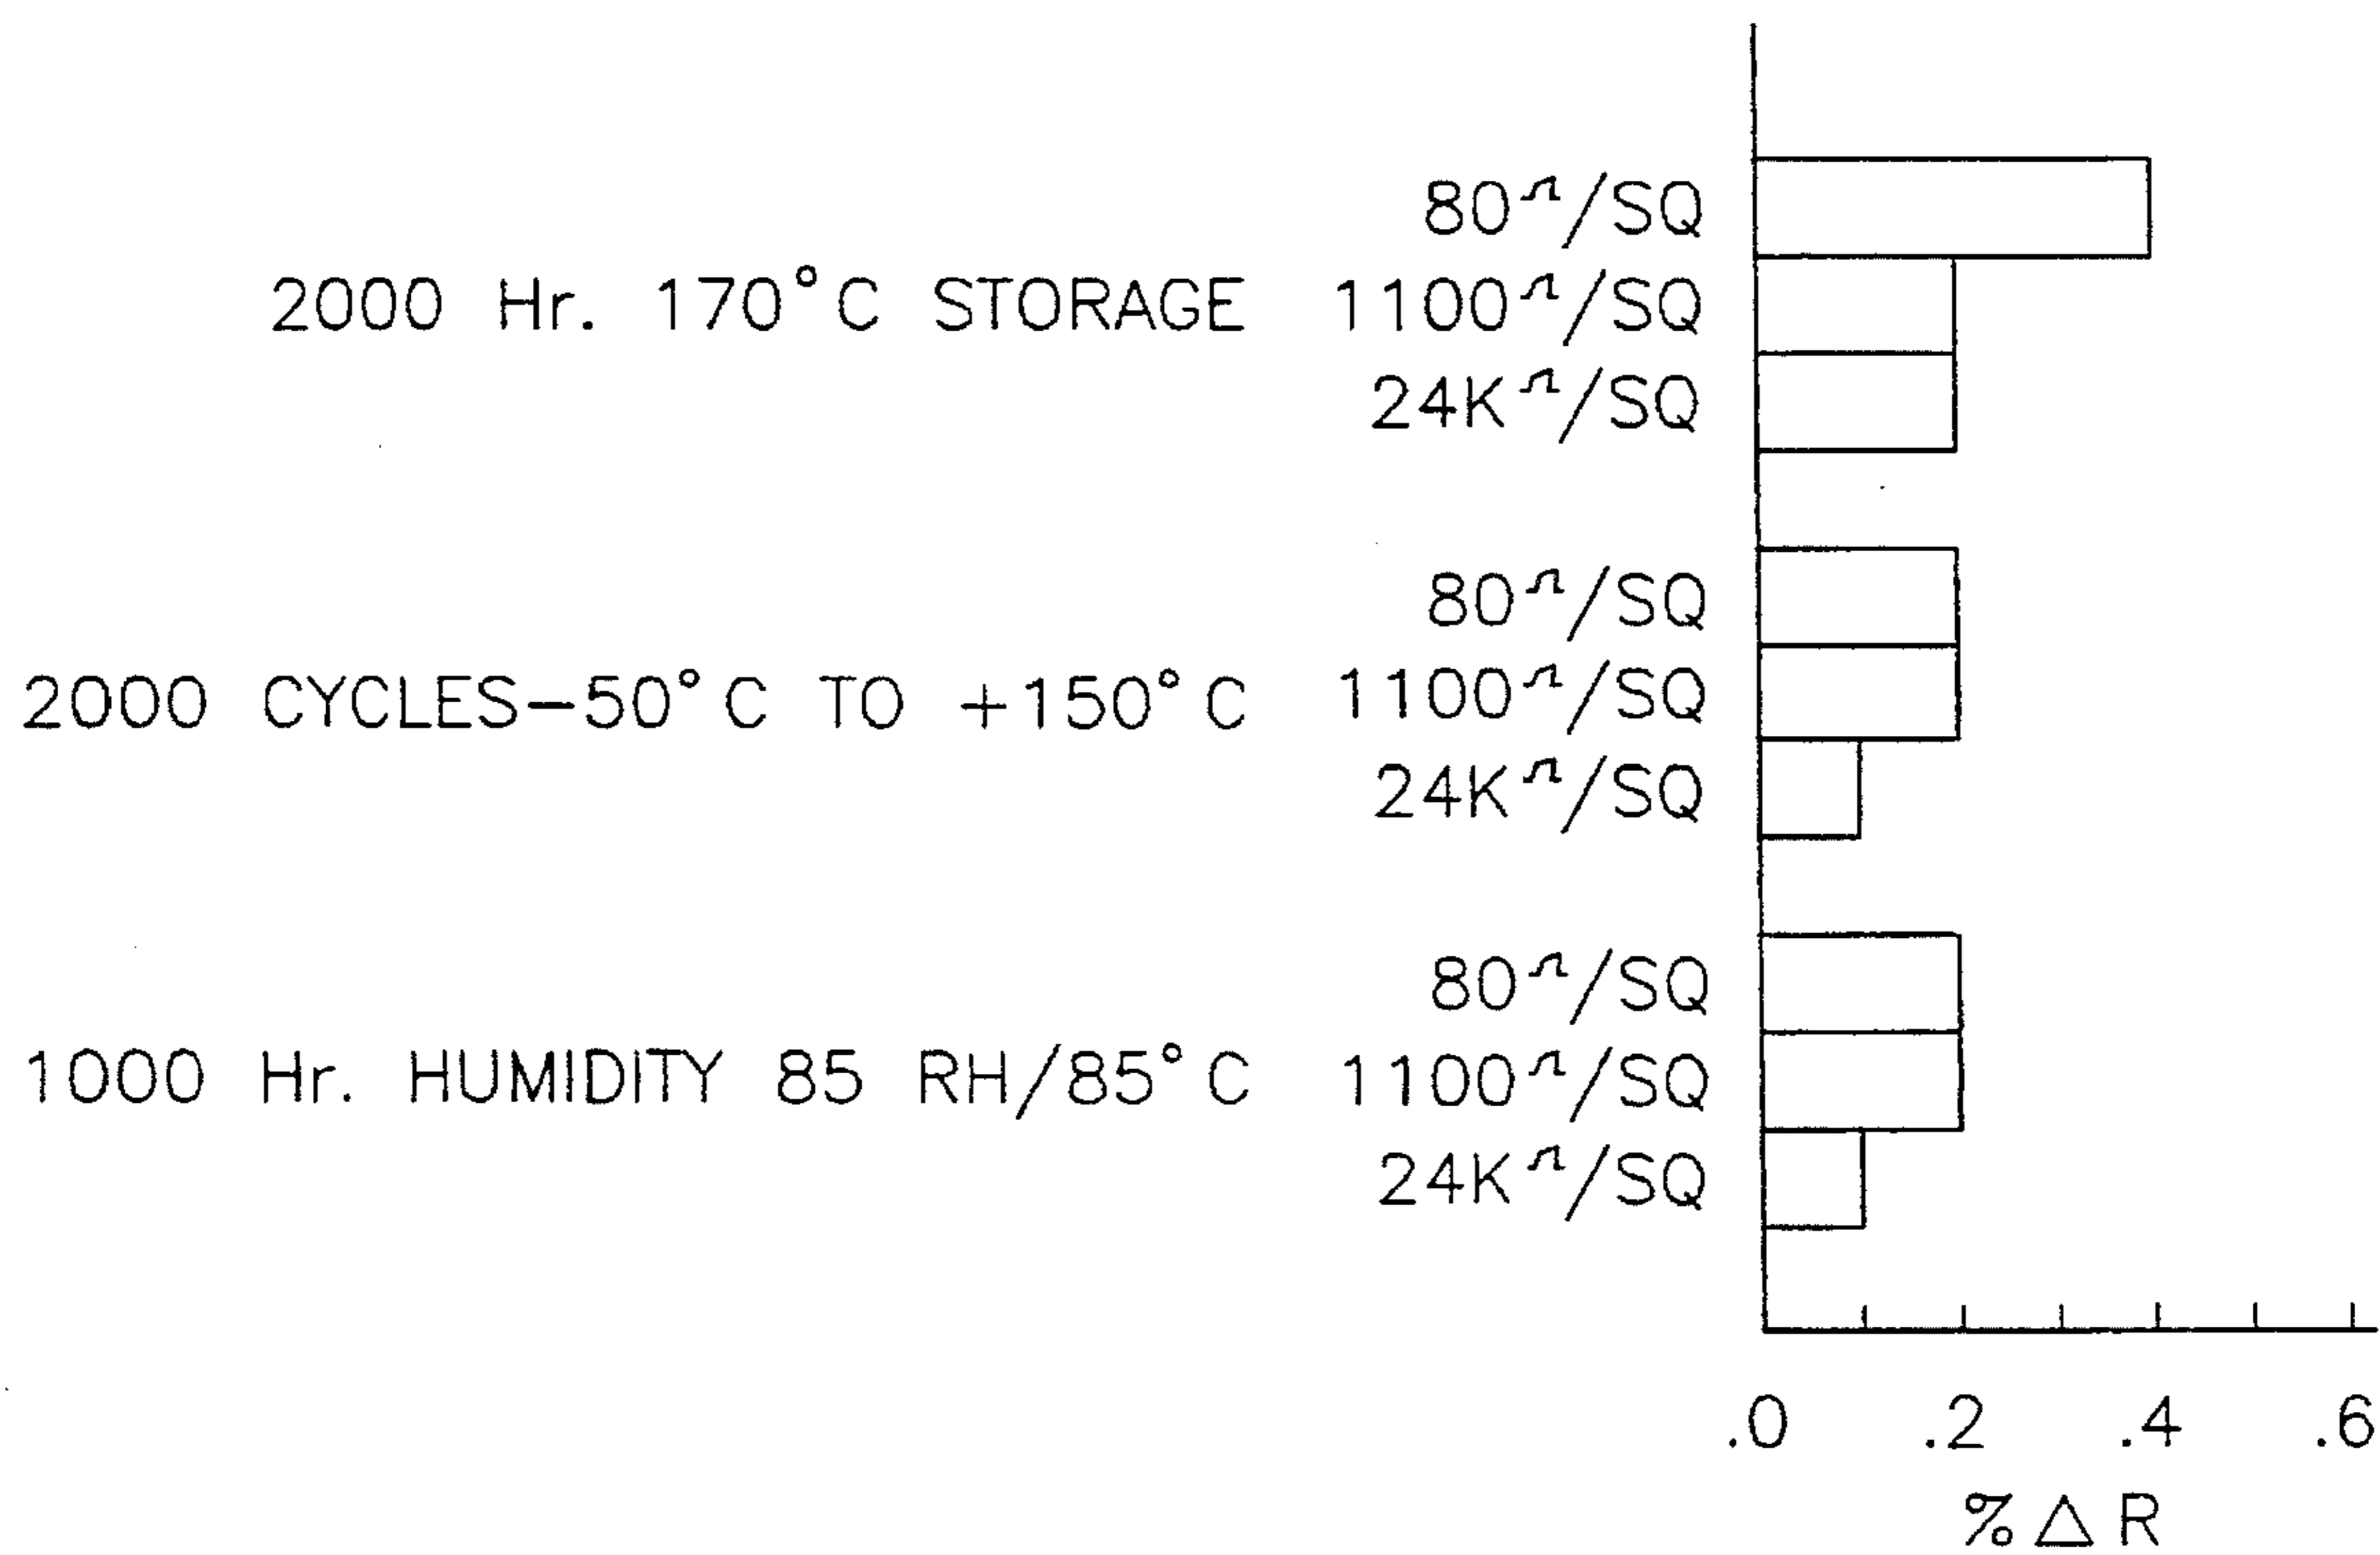 80Ω/SQ
2000 Hr. 170°C STORAGE 1100Ω/SQ
24KΩ/SQ
80Ω/SQ
2000 CYCLES-50°C TO +150°C 1100Ω/SQ
24KΩ/SQ
80Ω/SQ
1000 Hr. HUMIDITY 85 RH/85°C 1100Ω/SQ
24KΩ/SQ
.0 .2 .4 .6
%△R